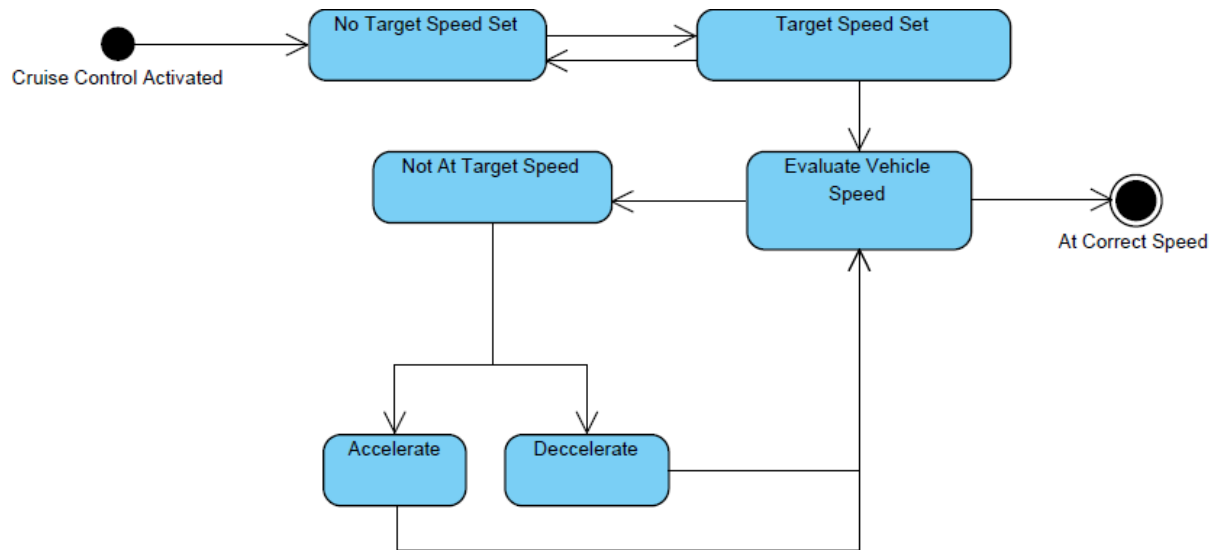 No Target Speed Set
Target Speed Set
Cruise Control Activated
Not At Target Speed
Evaluate Vehicle
Speed
At Correct Speed
Accelerate
Deccelerate